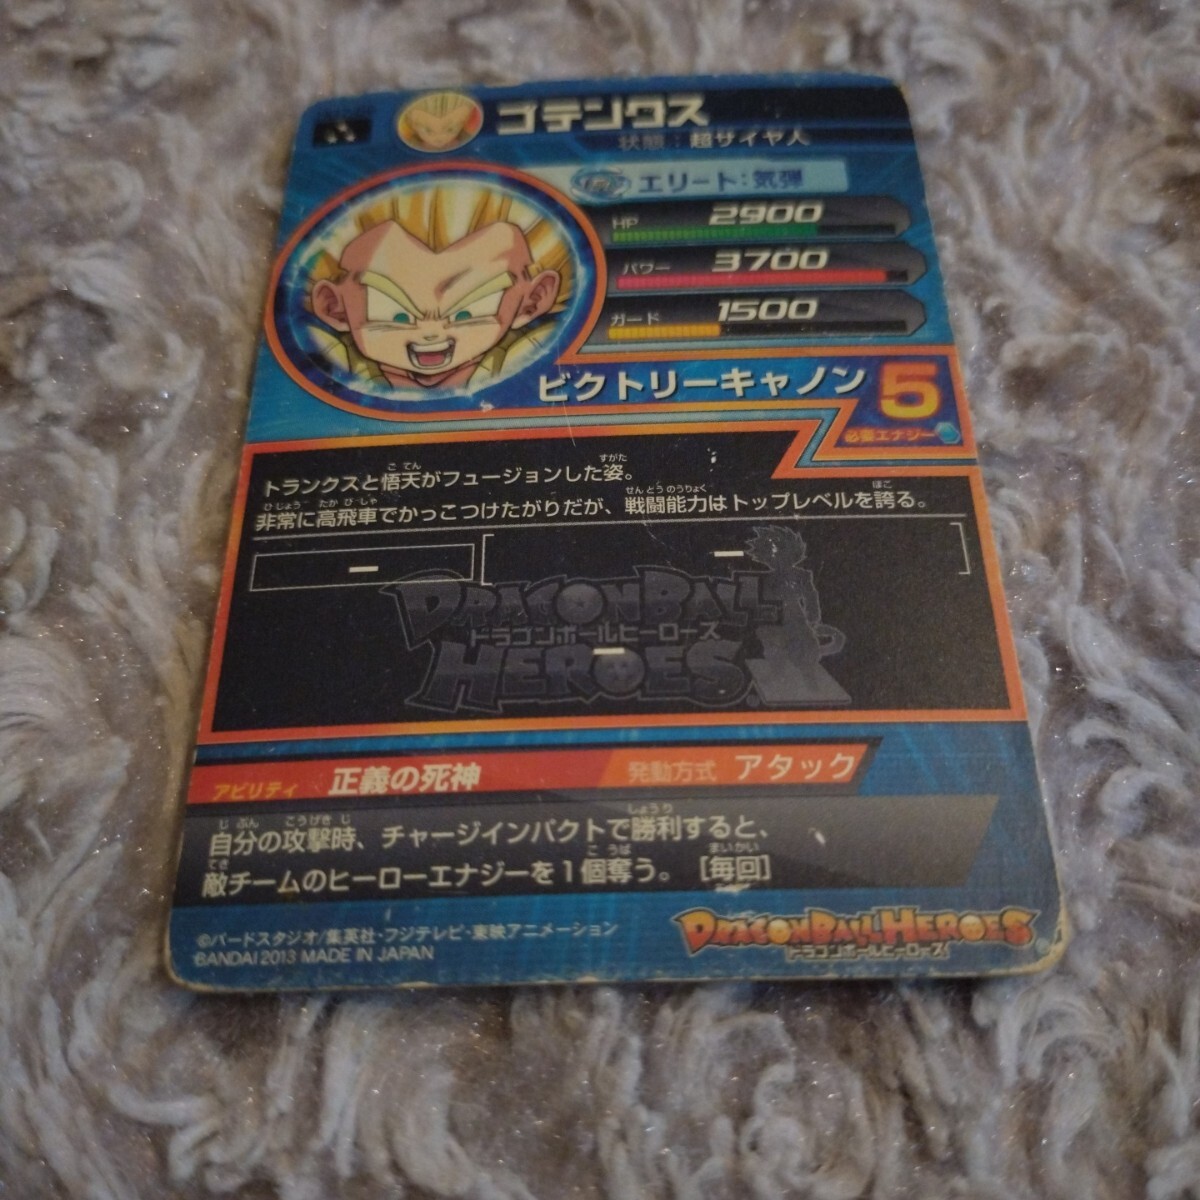 ゴテンクス
状態：超サイヤ人
エリート：気弾
HP 2900
パワー 3700
ガード 1500
ビクトリーキャノン 5
必要エナジー
トランクスと悟天がフュージョンした姿。
非常に高飛車でかっこつけたがりだが、戦闘能力はトップレベルを誇る。
ー
ー
DRAGON BALL
ドラゴンボールヒーローズ
ー
HEROES
アビリティ 正義の死神 発動方式 アタック
自分の攻撃時、チャージインパクトで勝利すると、
敵チームのヒーローエナジーを1個奪う。［毎回］
©バードスタジオ/集英社・フジテレビ・東映アニメーション
BANDAI 2013 MADE IN JAPAN
DRAGON BALL HEROES
ドラゴンボールヒーローズ